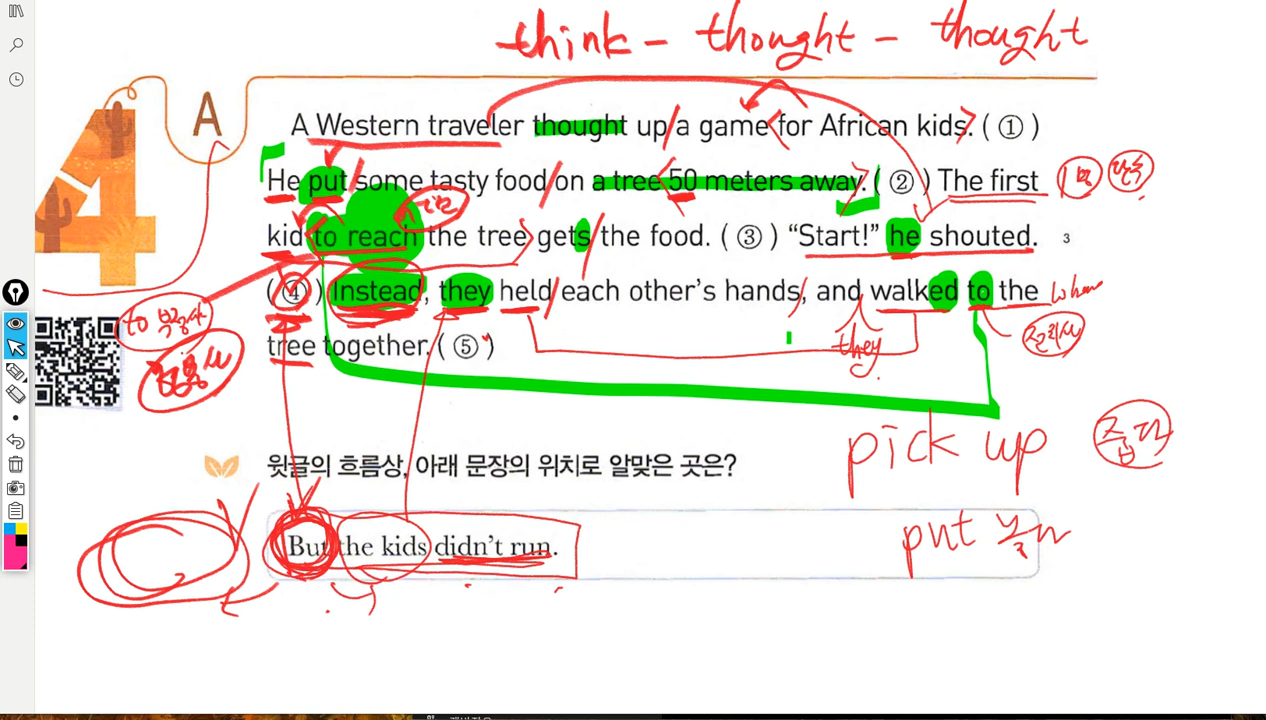 think - thought - thought
4 A
A Western traveler thought up a game for African kids. ( ① )
He put some tasty food on a tree 50 meters away. ( ② ) The first 1명 단수
kid to reach the tree gets the food. ( ③ ) “Start!” he shouted. 3
( ④ ) Instead, they held each other’s hands, and walked to the
tree together. ( ⑤ )
to 부정사
they
전치사
형용사
pick up 줍다
윗글의 흐름상, 아래 문장의 위치로 알맞은 곳은?
But the kids didn’t run.
put